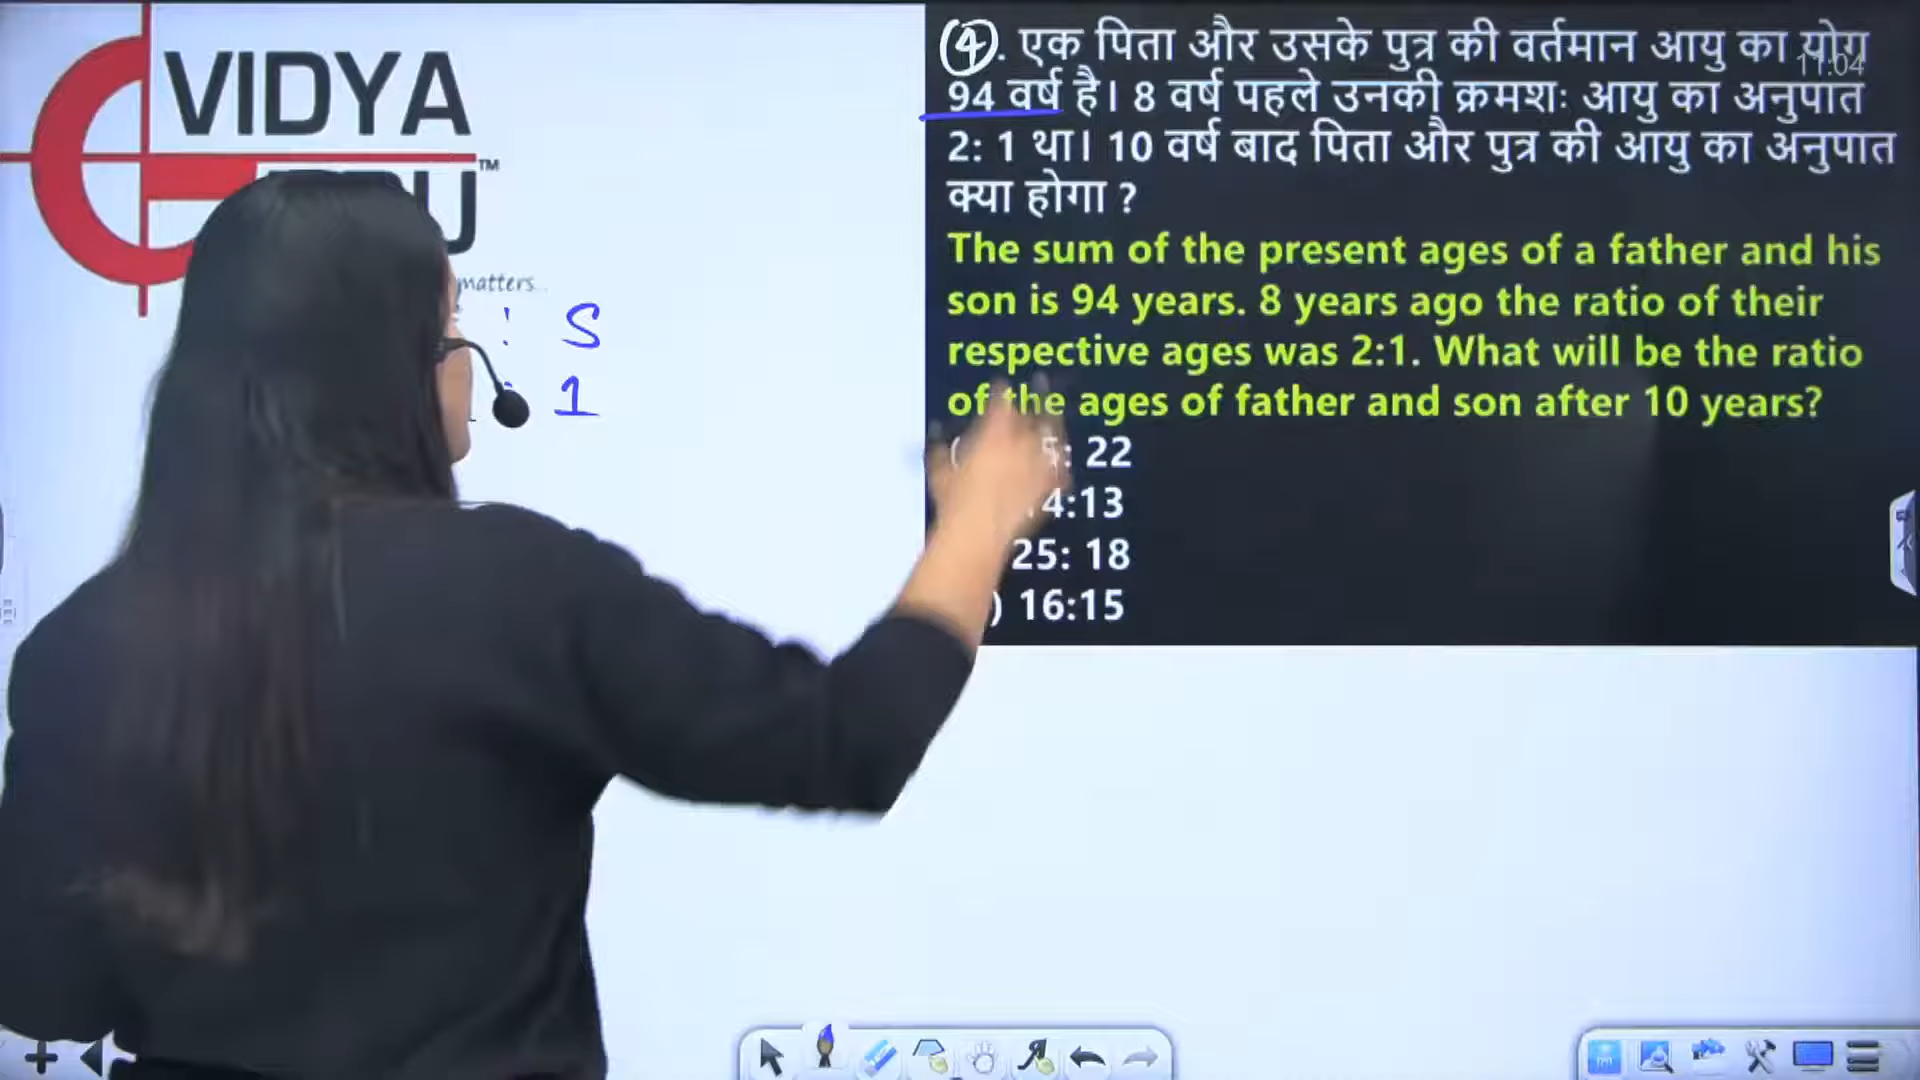 VIDYA
TM
matters..
: S
: 1
(4). एक पिता और उसके पुत्र की वर्तमान आयु का योग
11:04
94 वर्ष है। 8 वर्ष पहले उनकी क्रमशः आयु का अनुपात
2: 1 था। 10 वर्ष बाद पिता और पुत्र की आयु का अनुपात
क्या होगा ?
The sum of the present ages of a father and his
son is 94 years. 8 years ago the ratio of their
respective ages was 2:1. What will be the ratio
of the ages of father and son after 10 years?
: 22
4:13
25: 18
) 16:15